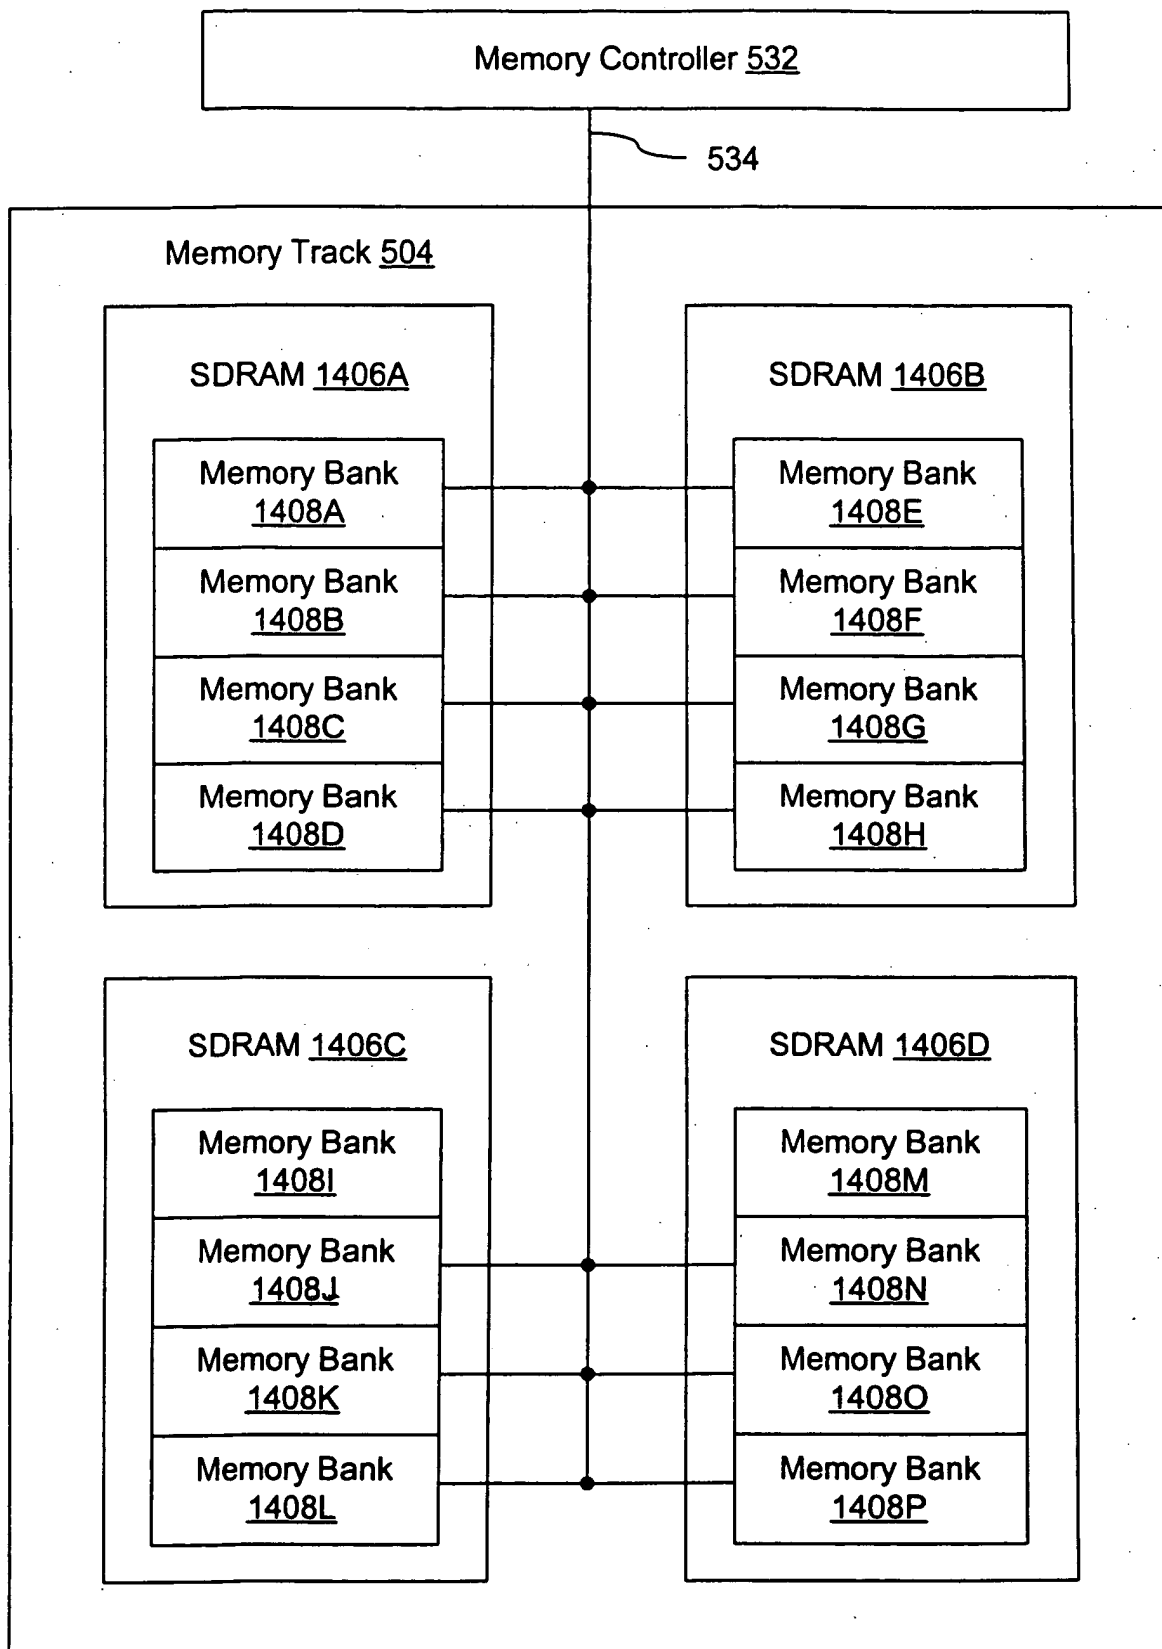 Memory Controller 532
534
Memory Track 504
SDRAM 1406A
Memory Bank
1408A
Memory Bank
1408B
Memory Bank
1408C
Memory Bank
1408D
SDRAM 1406B
Memory Bank
1408E
Memory Bank
1408F
Memory Bank
1408G
Memory Bank
1408H
SDRAM 1406C
Memory Bank
1408I
Memory Bank
1408J
Memory Bank
1408K
Memory Bank
1408L
SDRAM 1406D
Memory Bank
1408M
Memory Bank
1408N
Memory Bank
1408O
Memory Bank
1408P